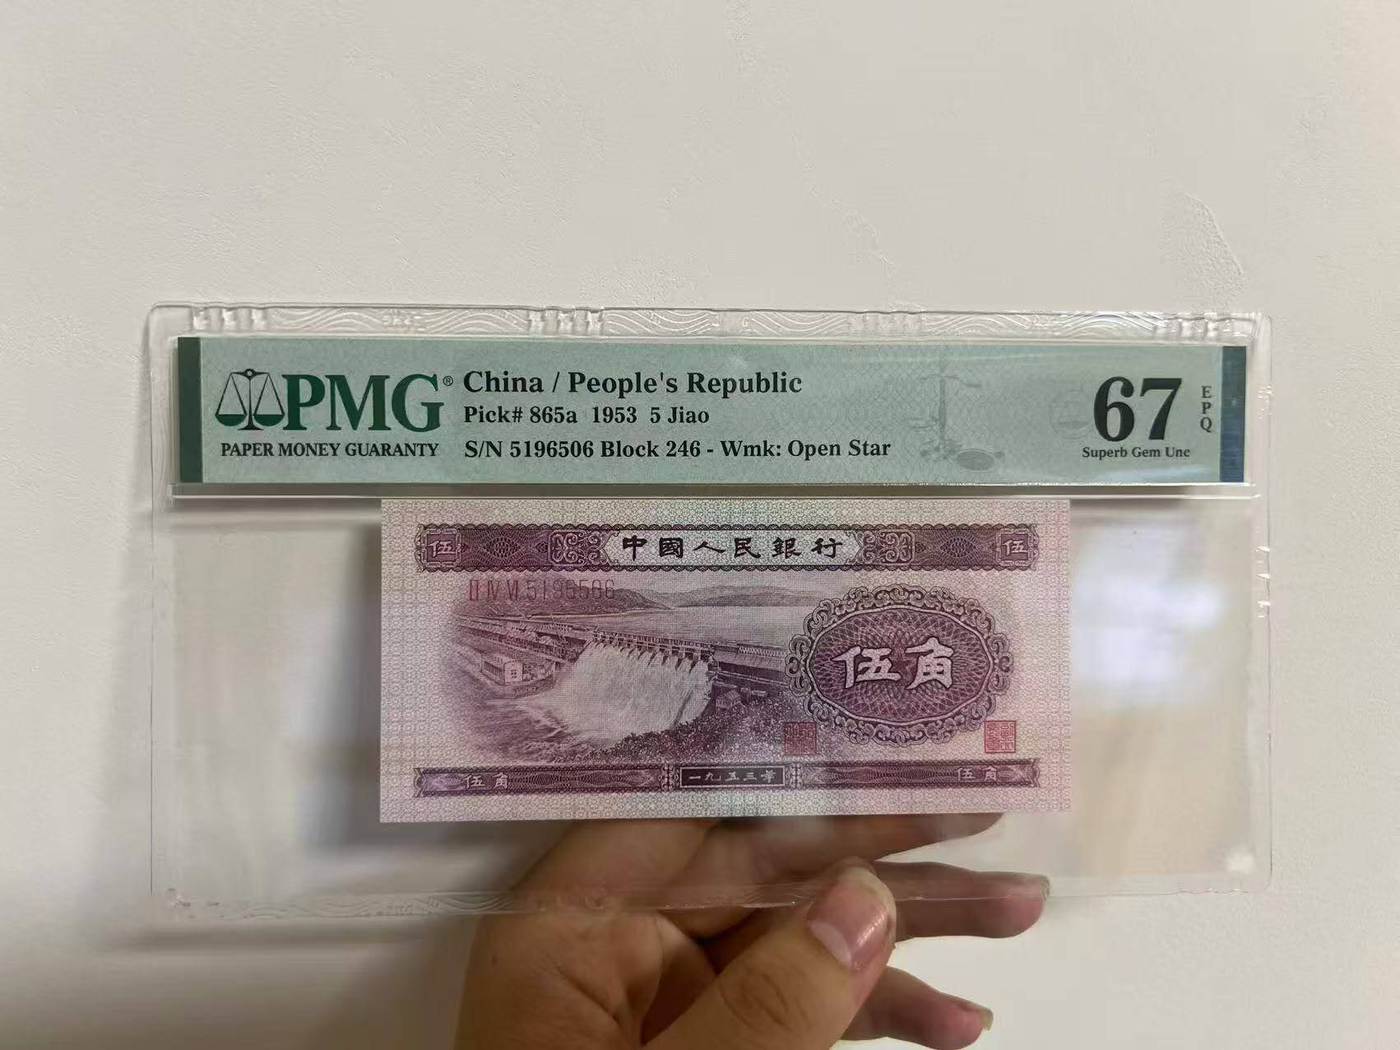 PMG®
PAPER MONEY GUARANTY
China / People's Republic
Pick# 865a 1953 5 Jiao
S/N 5196506 Block 246 - Wmk: Open Star
67
EPQ
Superb Gem Unc
伍 中國人民銀行 伍
II IV VI 5196506
伍角
伍角 一九五三年 伍角